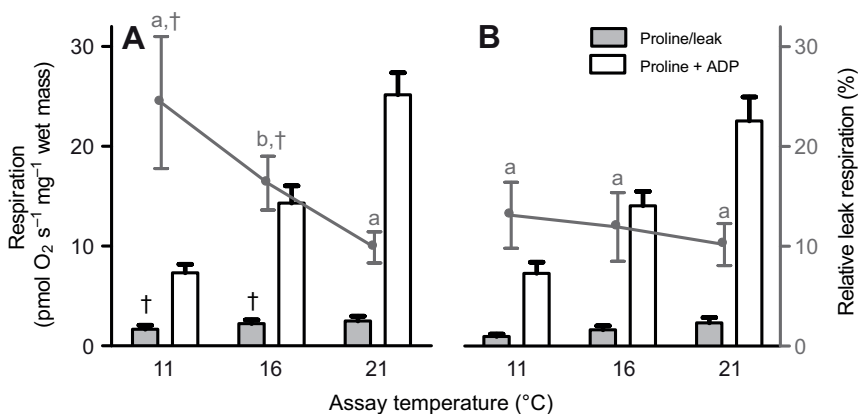 A
B
Proline/leak
Proline + ADP
Respiration
(pmol O₂ s⁻¹ mg⁻¹ wet mass)
30
20
10
0
a,†
b,†
a
†
†
11
16
21
a
a
a
11
16
21
30
20
10
0
Relative leak respiration (%)
Assay temperature (°C)